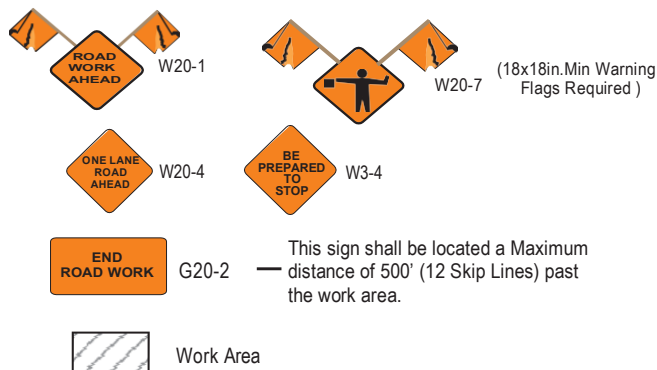 ROAD
WORK
AHEAD
W20-1
W20-7
(18x18in.Min Warning
Flags Required )
ONE LANE
ROAD
AHEAD
W20-4
BE
PREPARED
TO
STOP
W3-4
END
ROAD WORK
G20-2
This sign shall be located a Maximum
distance of 500’ (12 Skip Lines) past
the work area.
Work Area